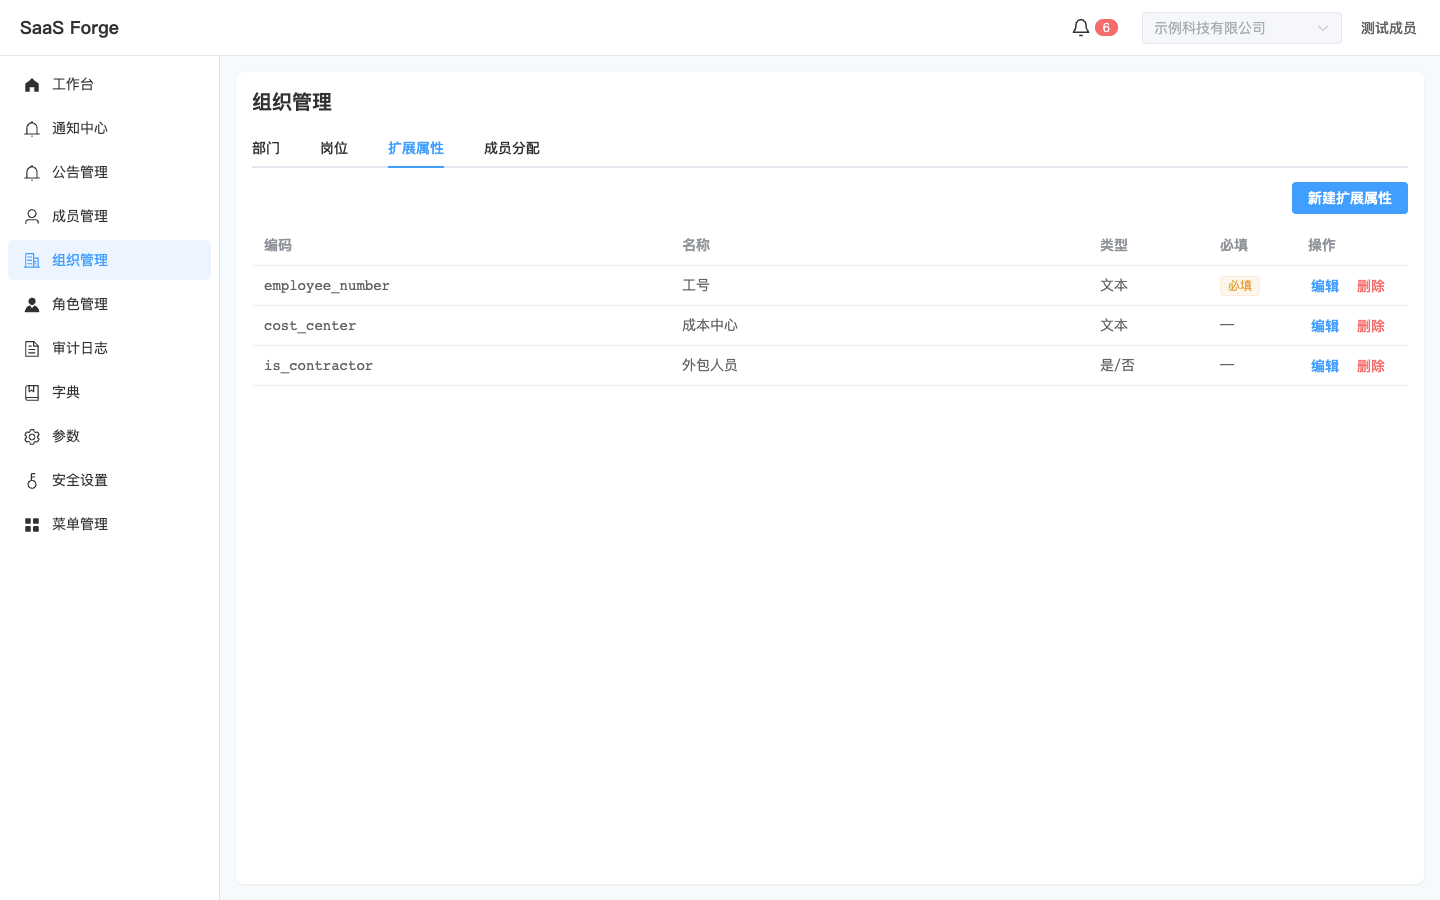 SaaS Forge
6
示例科技有限公司
测试成员
工作台
通知中心
公告管理
成员管理
组织管理
角色管理
审计日志
字典
参数
安全设置
菜单管理
组织管理
部门 岗位 扩展属性 成员分配
新建扩展属性
编码 名称 类型 必填 操作
employee_number 工号 文本 必填 编辑 删除
cost_center 成本中心 文本 — 编辑 删除
is_contractor 外包人员 是/否 — 编辑 删除